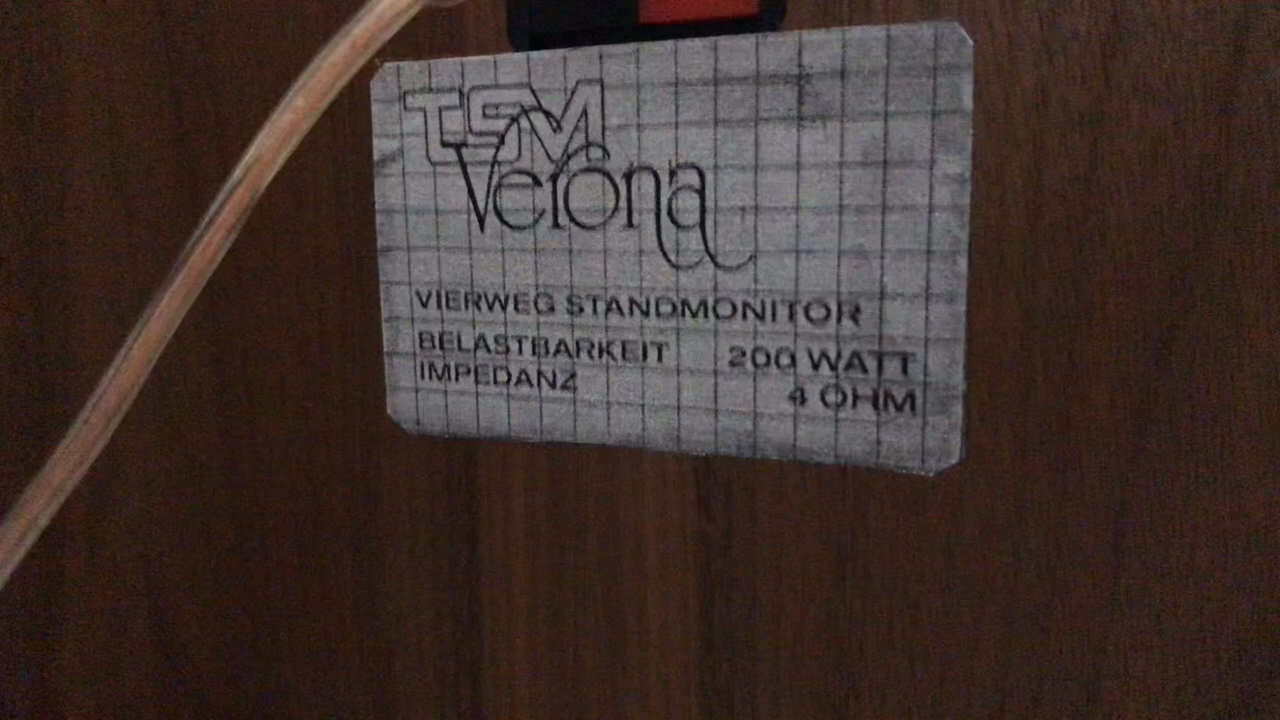 TSM
Verona
VIERWEG STANDMONITOR
BELASTBARKEIT 200 WATT
IMPEDANZ 4 OHM